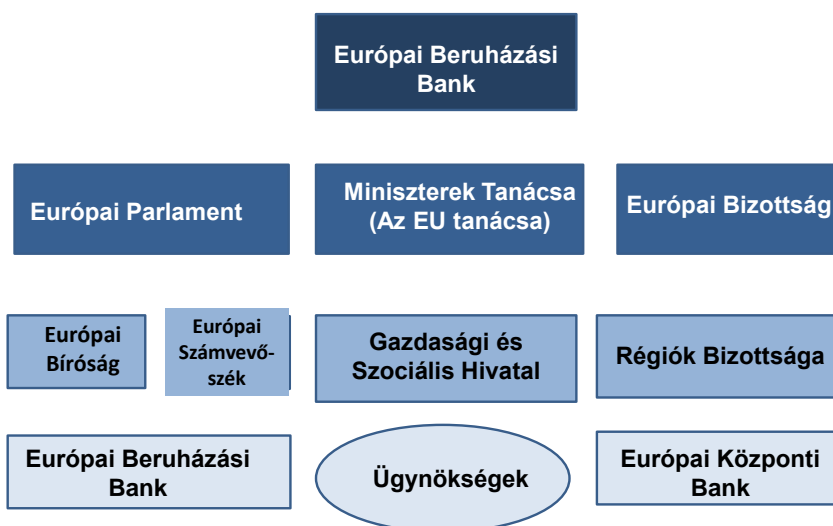 Európai Beruházási
Bank
Európai Parlament
Miniszterek Tanácsa
(Az EU tanácsa)
Európai Bizottság
Európai
Bíróság
Európai
Számvevő-
szék
Gazdasági és
Szociális Hivatal
Régiók Bizottsága
Európai Beruházási
Bank
Ügynökségek
Európai Központi
Bank